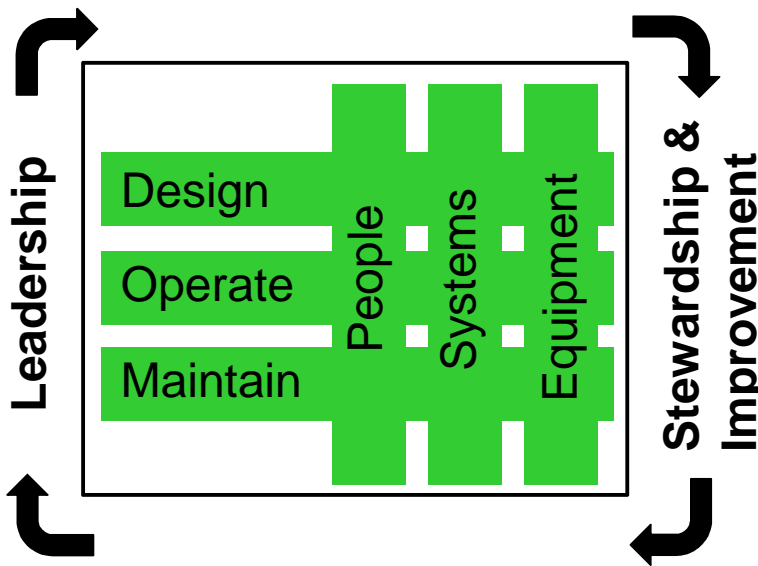 Leadership
Design
Operate
Maintain
People
Systems
Equipment
Stewardship &
Improvement